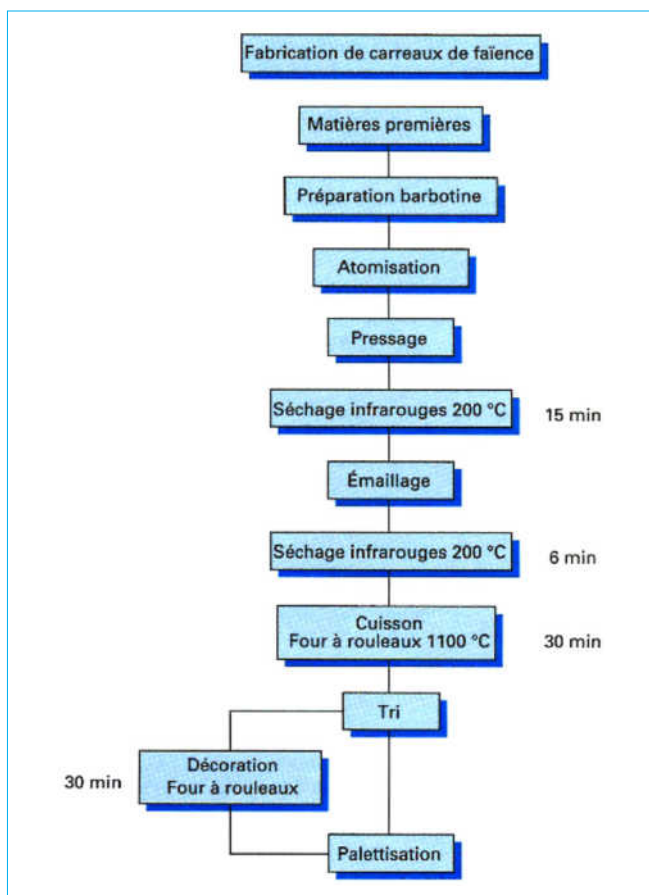 Fabrication de carreaux de faïence
Matières premières
Préparation barbotine
Atomisation
Pressage
Séchage infrarouges 200 °C
15 min
Émaillage
Séchage infrarouges 200 °C
6 min
Cuisson
Four à rouleaux 1100 °C
30 min
Tri
Décoration
Four à rouleaux
30 min
Palettisation